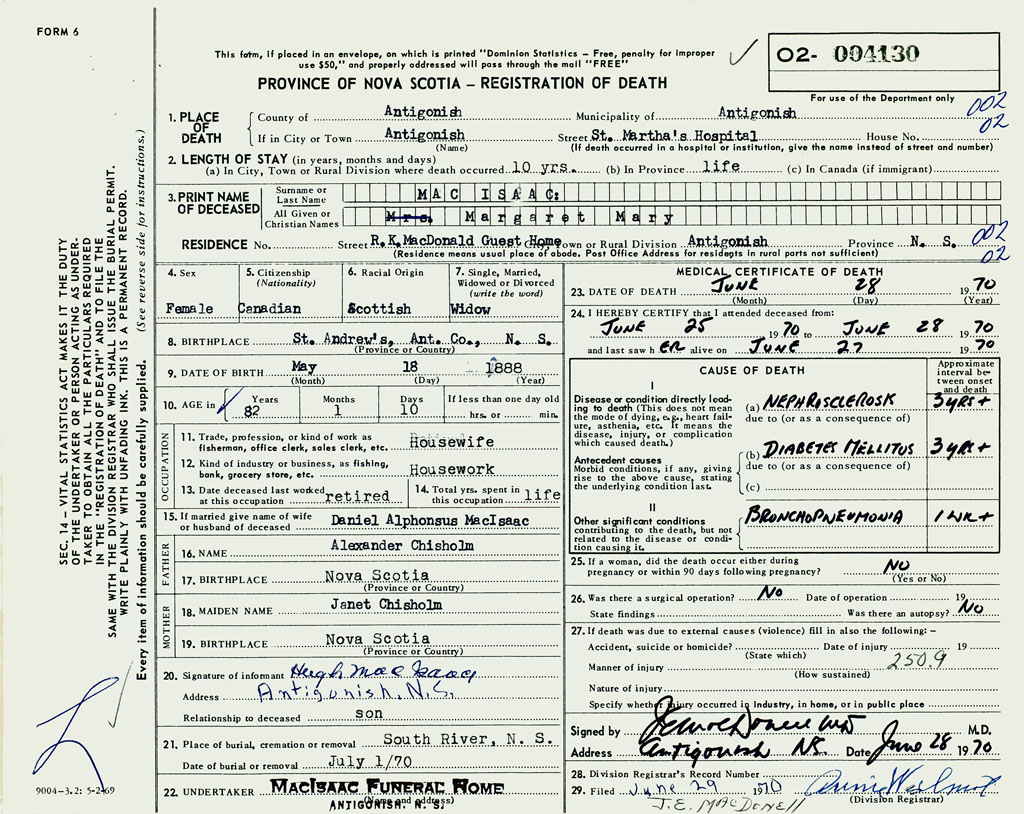 FORM 6
This form, if placed in an envelope, on which is printed "Dominion Statistics – Free, penalty for improper
use $50," and properly addressed will pass through the mail "FREE"
PROVINCE OF NOVA SCOTIA – REGISTRATION OF DEATH
02- 004130
For use of the Department only
002
02
1. PLACE OF DEATH
County of Antigonish Municipality of Antigonish
If in City or Town Antigonish Street St. Martha's Hospital House No.
(Name) (If death occurred in a hospital or institution, give the name instead of street and number)
2. LENGTH OF STAY (in years, months and days)
(a) In City, Town or Rural Division where death occurred 10 yrs. (b) In Province life (c) In Canada (if immigrant)
3. PRINT NAME OF DECEASED
Surname or Last Name MAC ISAAC:
All Given or Christian Names Mrs. Margaret Mary
RESIDENCE No. Street R.K.MacDonald Guest Home City, Town or Rural Division Antigonish Province N. S.
002
02
(Residence means usual place of abode. Post Office Address for residents in rural parts not sufficient)
4. Sex
Female
5. Citizenship
(Nationality)
Canadian
6. Racial Origin
Scottish
7. Single, Married,
Widowed or Divorced
(write the word)
Widow
8. BIRTHPLACE St. Andrew's, Ant. Co., N. S.
(Province or Country)
9. DATE OF BIRTH May 18 1888
(Month) (Day) (Year)
10. AGE in Years Months Days If less than one day old
82 1 10 hrs. or min.
OCCUPATION
11. Trade, profession, or kind of work as
fisherman, office clerk, sales clerk, etc. Housewife
12. Kind of industry or business, as fishing,
bank, grocery store, etc. Housework
13. Date deceased last worked
at this occupation retired
14. Total yrs. spent in
this occupation life
15. If married give name of wife
or husband of deceased Daniel Alphonsus MacIsaac
FATHER
16. NAME Alexander Chisholm
17. BIRTHPLACE Nova Scotia
(Province or Country)
MOTHER
18. MAIDEN NAME Janet Chisholm
19. BIRTHPLACE Nova Scotia
(Province or Country)
20. Signature of informant Hugh MacIsaac
Address Antigonish, N.S.
Relationship to deceased son
21. Place of burial, cremation or removal South River, N. S.
Date of burial or removal July 1/70
22. UNDERTAKER MACISAAC FUNERAL HOME
(Name and address)
ANTIGONISH. N. S.
MEDICAL CERTIFICATE OF DEATH
23. DATE OF DEATH JUNE 28 1970
(Month) (Day) (Year)
24. I HEREBY CERTIFY that I attended deceased from:
JUNE 25 1970 to JUNE 28 1970
and last saw her alive on JUNE 27 1970
CAUSE OF DEATH
Approximate
interval be-
tween onset
and death
I
Disease or condition directly lead-
ing to death (This does not mean
the mode of dying, e.g., heart fail-
ure, asthenia, etc. It means the
disease, injury, or complication
which caused death.)
(a) NEPHROSCLEROSIS 3 yrs +
due to (or as a consequence of)
Antecedent causes
Morbid conditions, if any, giving
rise to the above cause, stating
the underlying condition last.
(b) DIABETES MELLITUS 3 yrs +
due to (or as a consequence of)
(c)
II
Other significant conditions
contributing to the death, but not
related to the disease or condi-
tion causing it.
BRONCHOPNEUMONIA 1 WK +
25. If a woman, did the death occur either during
pregnancy or within 90 days following pregnancy? NO
(Yes or No)
26. Was there a surgical operation? No Date of operation 19
State findings Was there an autopsy? No
27. If death was due to external causes (violence) fill in also the following: –
Accident, suicide or homicide? Date of injury 19
(State which)
Manner of injury 250.9
(How sustained)
Nature of injury
Specify whether injury occurred in industry, in home, or in public place
Signed by M.D.
Address Antigonish NS. Date June 28 1970
28. Division Registrar's Record Number
29. Filed June 29 1970
(Division Registrar)
J.E. MacDonell
SEC. 14 – VITAL STATISTICS ACT MAKES IT THE DUTY
OF THE UNDERTAKER OR PERSON ACTING AS UNDER-
TAKER TO OBTAIN ALL THE PARTICULARS REQUIRED
IN THE "REGISTRATION OF DEATH" AND TO FILE THE
SAME WITH THE DIVISION REGISTRAR WHO SHALL ISSUE THE BURIAL PERMIT.
WRITE PLAINLY WITH UNFADING INK. THIS IS A PERMANENT RECORD.
Every item of information should be carefully supplied. (See reverse side for instructions.)
9004-3.2: 5-2-69